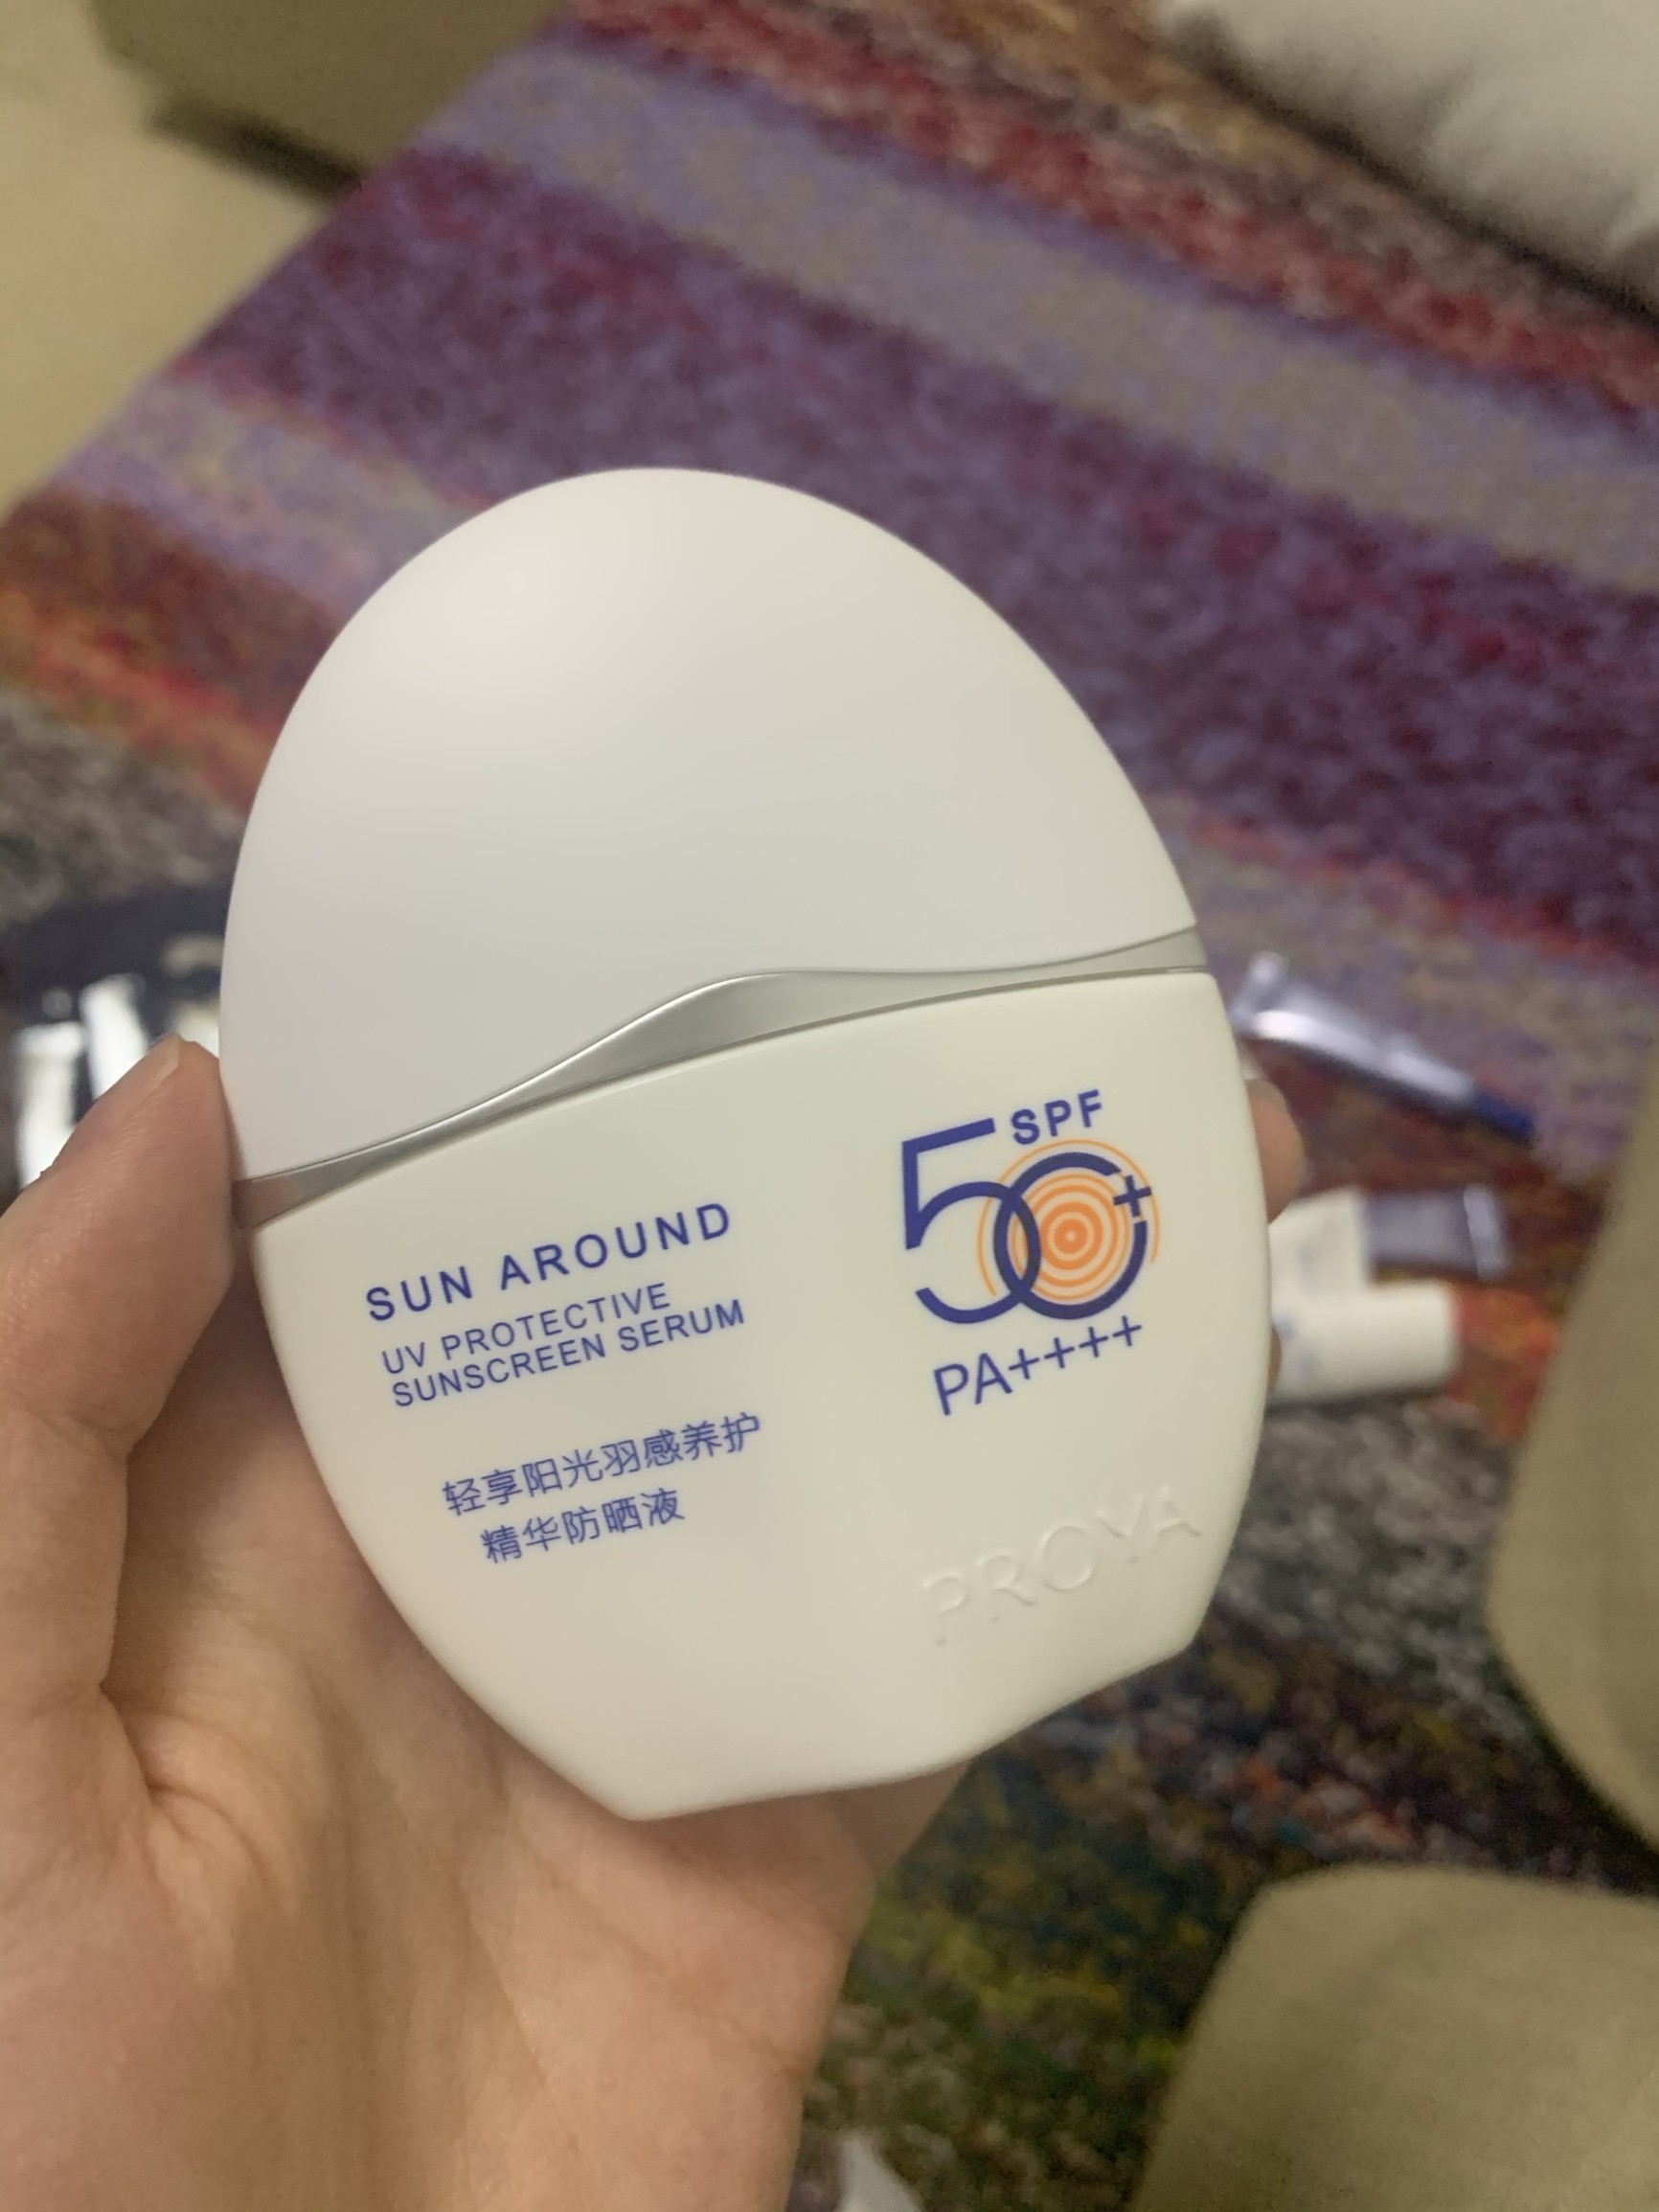 SUN AROUND
UV PROTECTIVE
SUNSCREEN SERUM
轻享阳光羽感养护
精华防晒液
SPF
50+
PA++++
PROYA